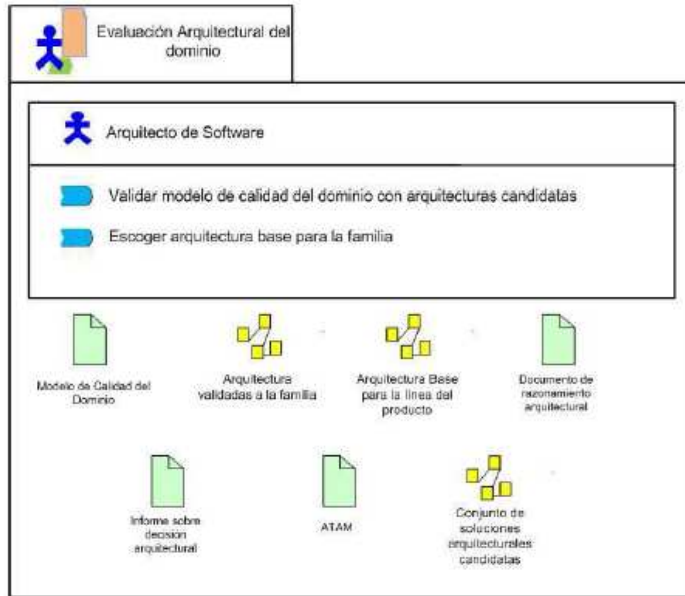 Evaluación Arquitectural del
dominio
Arquitecto de Software
Validar modelo de calidad del dominio con arquitecturas candidatas
Escoger arquitectura base para la familia
Modelo de Calidad del
Dominio
Arquitectura
validadas a la familia
Arquitectura Base
para la línea del
producto
Documento de
razonamiento
arquitectural
Informe sobre
decisión
arquitectural
ATAM
Conjunto de
soluciones
arquitecturales
candidatas